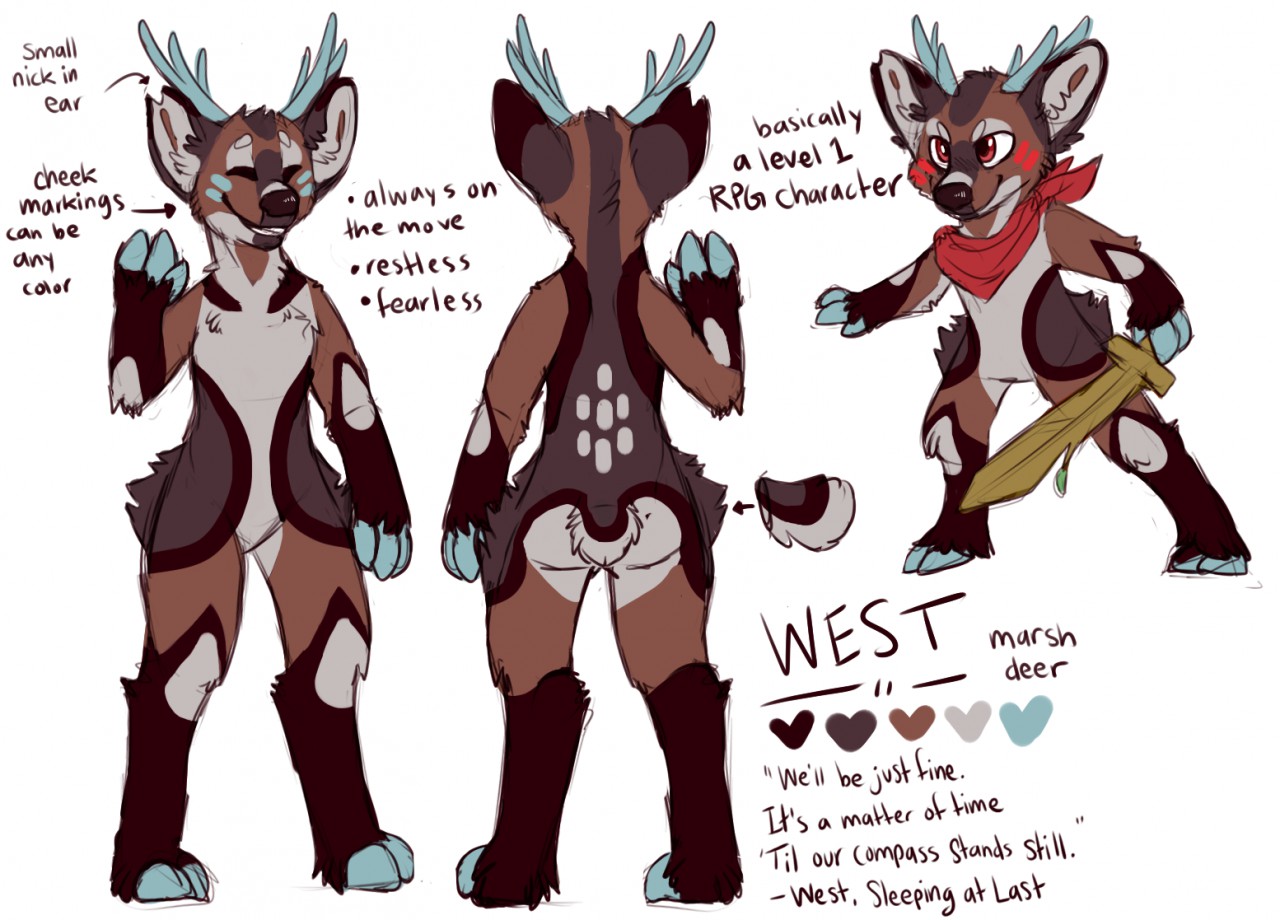 Small
nick in
ear
cheek
markings
can be
any
color
• always on
the move
• restless
• fearless
basically
a level 1
RPG character
WEST
marsh
deer
"We'll be just fine.
It's a matter of time
'Til our compass stands still."
- West, Sleeping at Last